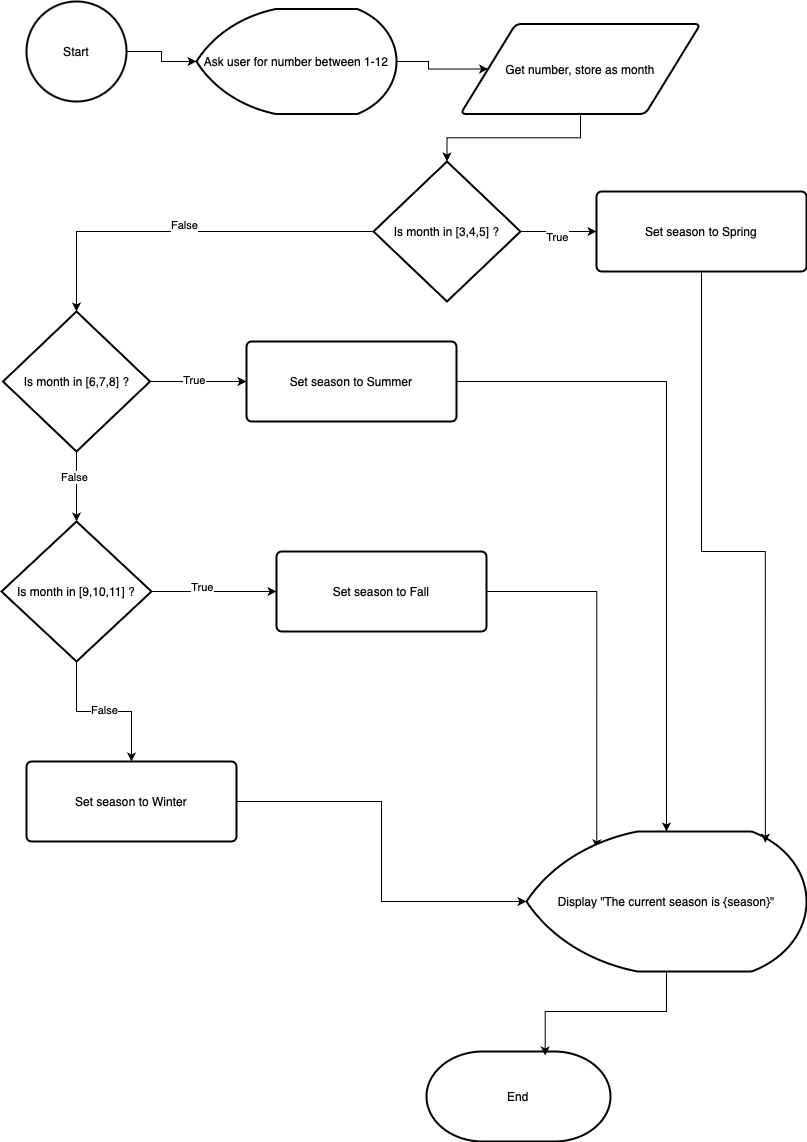 Start
Ask user for number between 1-12
Get number, store as month
Is month in [3,4,5] ?
True
Set season to Spring
False
Is month in [6,7,8] ?
True
Set season to Summer
False
Is month in [9,10,11] ?
True
Set season to Fall
False
Set season to Winter
Display "The current season is {season}"
End